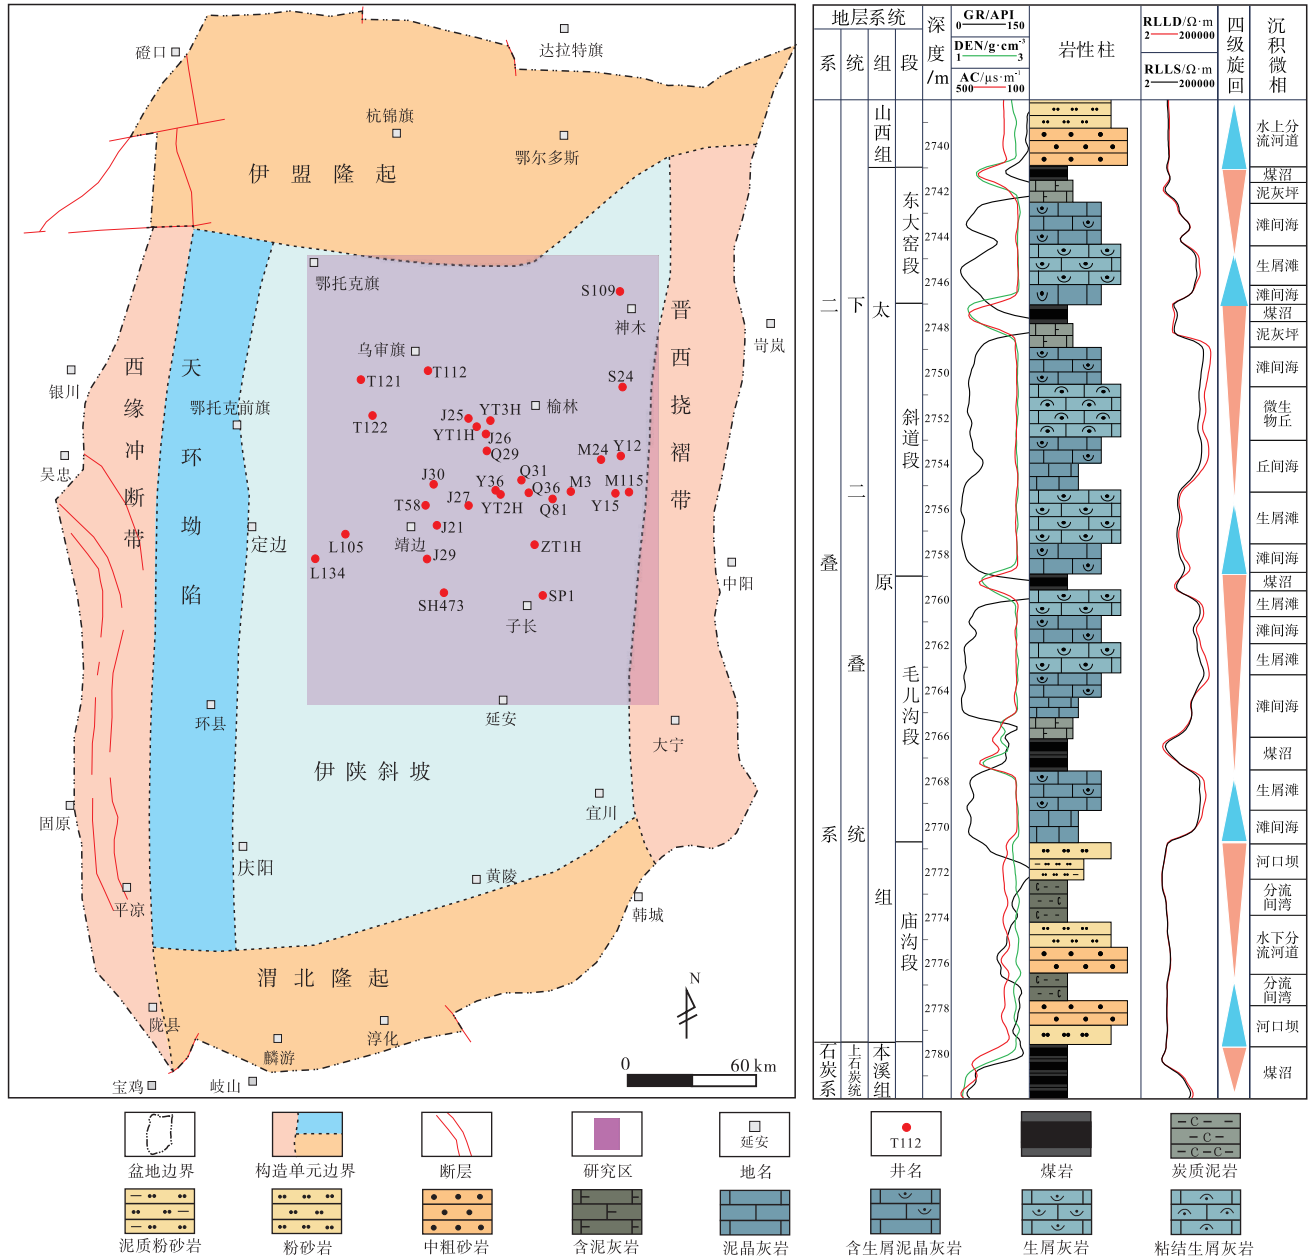 磴口
达拉特旗
杭锦旗
鄂尔多斯
伊盟隆起
鄂托克旗
S109
神木
晋西挠褶带
岢岚
乌审旗
T112
T121
S24
西缘冲断带
天环坳陷
银川
鄂托克前旗
T122
J25
YT3H
榆林
YT1H
J26
Q29
M24
Y12
吴忠
J30
Y36
Q31
Q36
M3
M115
T58
J27
YT2H
Q81
Y15
定边
L105
靖边
J21
ZT1H
L134
J29
中阳
SH473
SP1
子长
环县
延安
大宁
伊陕斜坡
宜川
固原
庆阳
黄陵
平凉
韩城
渭北隆起
N
陇县
麟游
淳化
0 60 km
宝鸡
岐山
地层系统
系
统
组
段
深度/m
GR/API
0 150
DEN/g·cm⁻³
1 3
AC/μs·m⁻¹
500 100
岩性柱
RLLD/Ω·m
2 200000
RLLS/Ω·m
2 200000
四级旋回
沉积微相
二叠系
石炭系
下二叠统
上石炭统
山西组
太原组
本溪组
东大窑段
斜道段
毛儿沟段
庙沟段
2740
2742
2744
2746
2748
2750
2752
2754
2756
2758
2760
2762
2764
2766
2768
2770
2772
2774
2776
2778
2780
水上分
流河道
煤沼
泥灰坪
滩间海
生屑滩
滩间海
煤沼
泥灰坪
滩间海
微生
物丘
丘间海
生屑滩
滩间海
煤沼
生屑滩
滩间海
生屑滩
滩间海
煤沼
生屑滩
滩间海
河口坝
分流
间湾
水下分
流河道
分流
间湾
河口坝
煤沼
延安
T112
盆地边界
构造单元边界
断层
研究区
地名
井名
煤岩
炭质泥岩
泥质粉砂岩
粉砂岩
中粗砂岩
含泥灰岩
泥晶灰岩
含生屑泥晶灰岩
生屑灰岩
粘结生屑灰岩